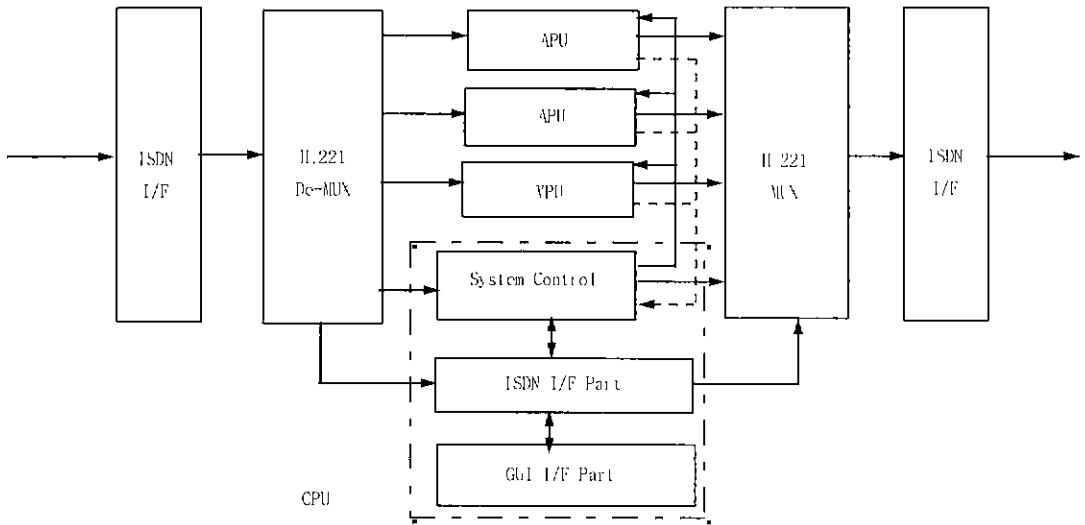 ISDN
I/F
H.221
De-MUX
APU
APU
VPU
System Control
ISDN I/F Part
GUI I/F Part
CPU
H.221
MUX
ISDN
I/F